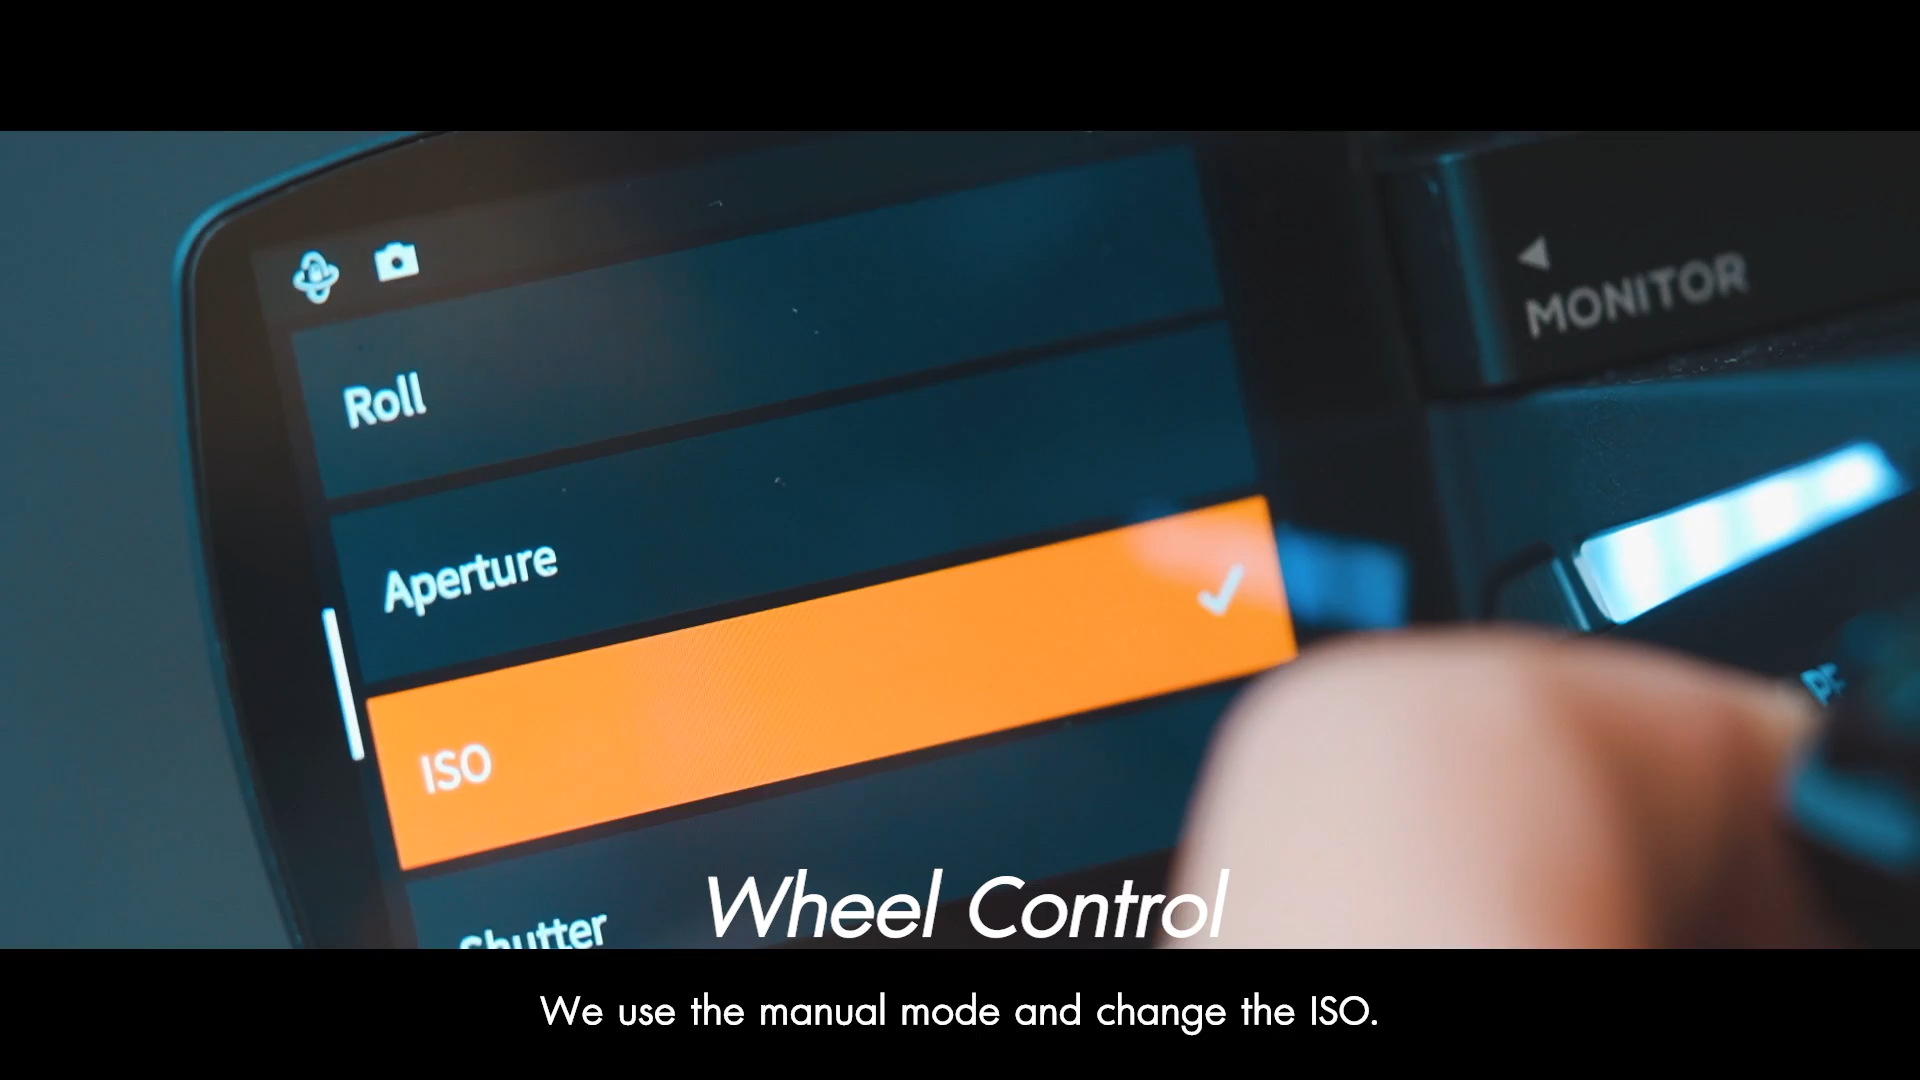 MONITOR
Roll
Aperture
ISO
Shutter
Wheel Control
We use the manual mode and change the ISO.